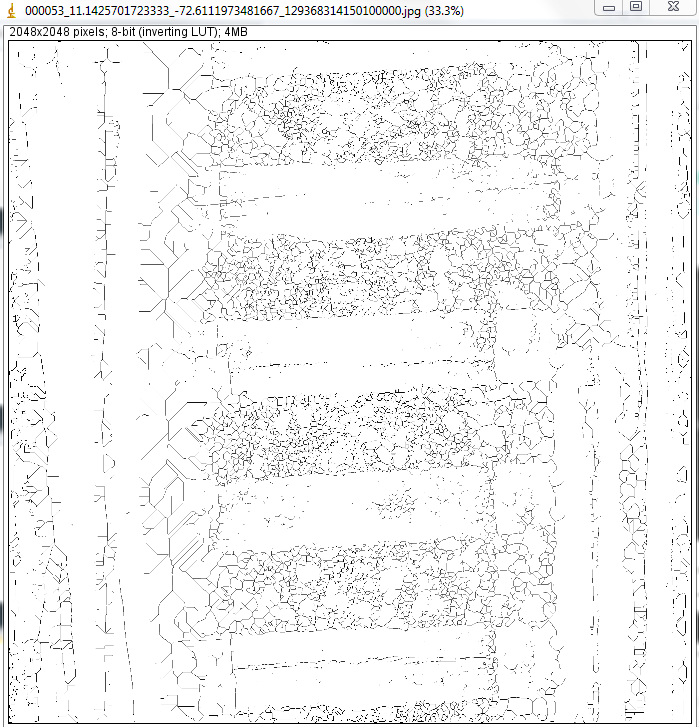 000053_11.1425701723333_-72.6111973481667_129368314150100000.jpg (33.3%)
2048x2048 pixels; 8-bit (inverting LUT); 4MB